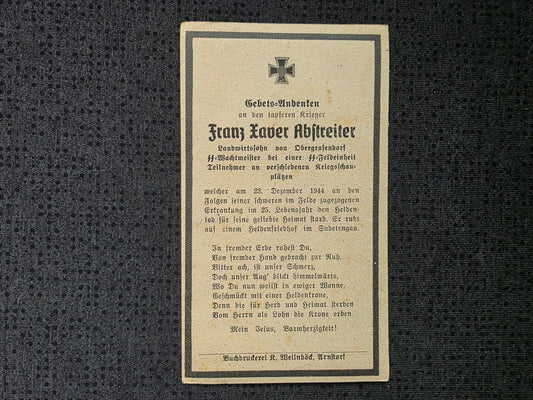 Gebets=Andenken
an den tapferen Krieger
Franz Xaver Abstreiter
Landwirtssohn von Obergrafendorf
SS-Wachtmeister bei einer SS-Feldeinheit
Teilnehmer an verschiedenen Kriegsschau-
plätzen
welcher am 23. Dezember 1944 an den
Folgen seiner schweren im Felde zugezogenen
Erkrankung im 25. Lebensjahr den Helden-
tod für seine geliebte Heimat starb. Er ruht
auf einem Heldenfriedhof im Sudetengau.
In fremder Erde ruhest Du,
Von fremder Hand gebracht zur Ruh.
Bitter ach, ist unser Schmerz,
Doch unser Aug' blikt himmelwärts,
Wo Du nun weilst in ewiger Wonne,
Geschmückt mit einer Heldenkrone,
Denn die für Herd und Heimat sterben
Vom Herrn als Lohn die Krone erben.
Mein Jesus, Barmherzigkeit!
Buchdruckerei K. Weilnböck, Arnstorf